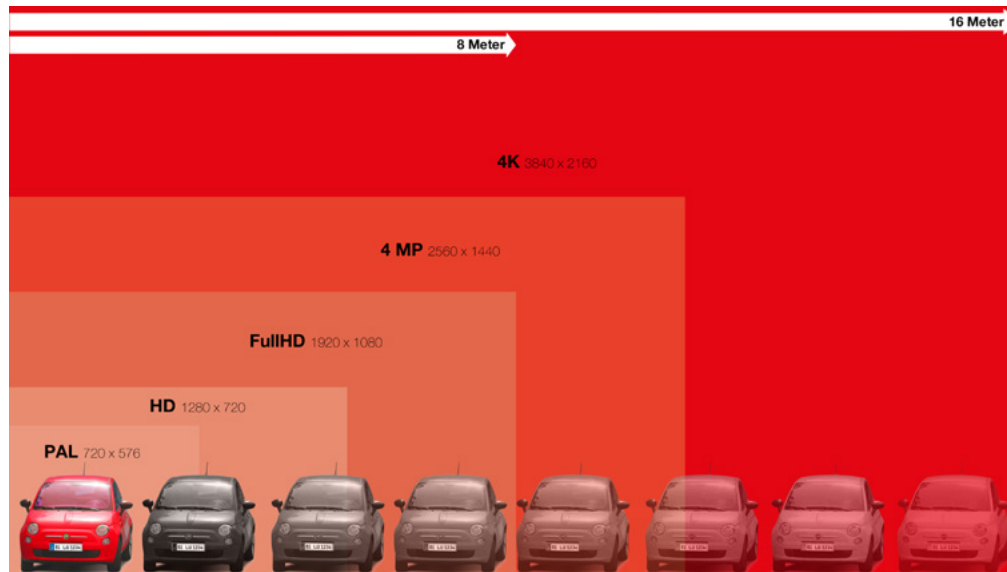 16 Meter
8 Meter
4K 3840 x 2160
4 MP 2560 x 1440
FullHD 1920 x 1080
HD 1280 x 720
PAL 720 x 576